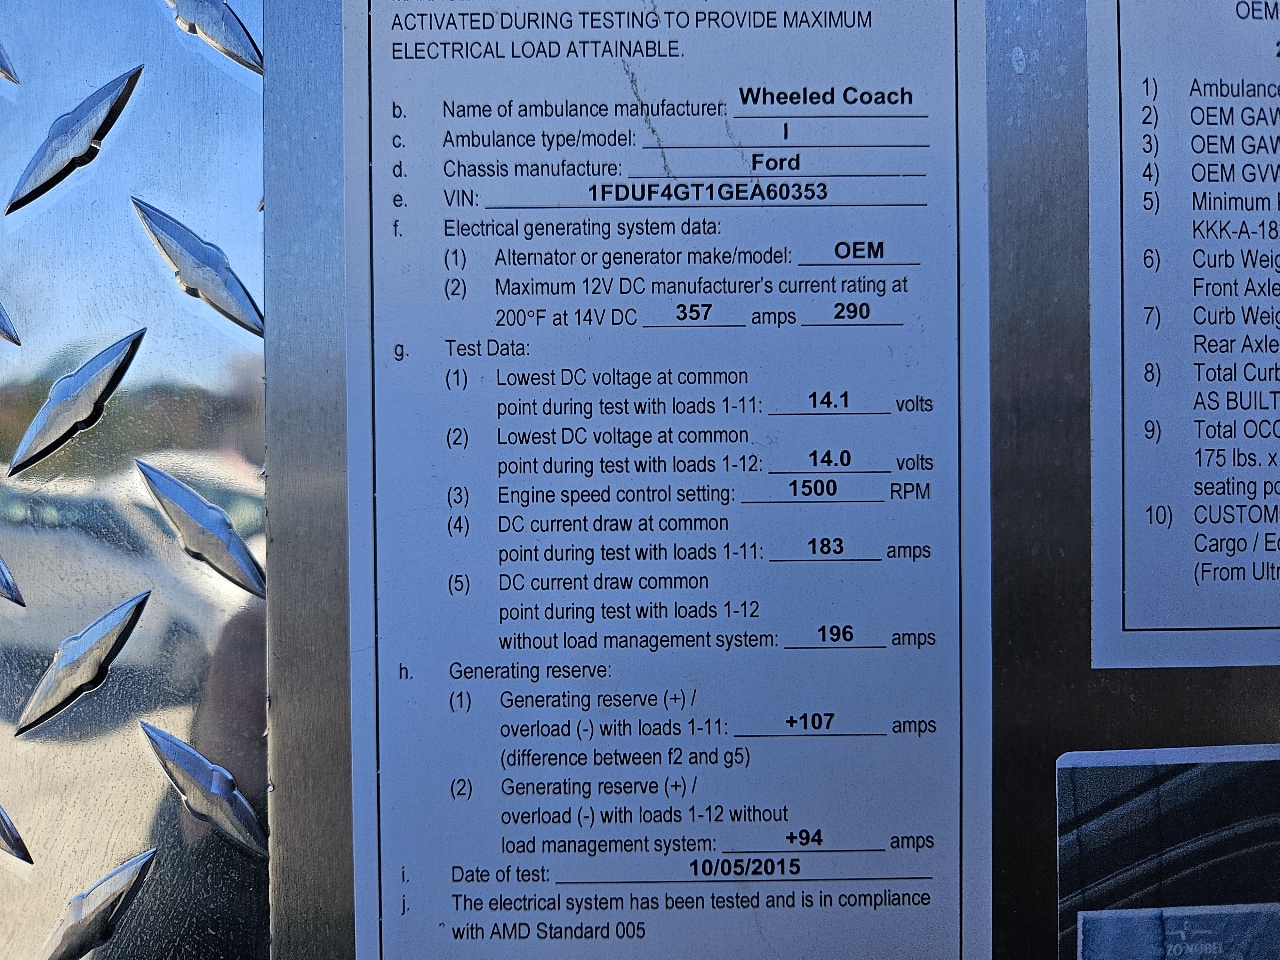 ACTIVATED DURING TESTING TO PROVIDE MAXIMUM
ELECTRICAL LOAD ATTAINABLE.
b. Name of ambulance manufacturer: Wheeled Coach
c. Ambulance type/model: I
d. Chassis manufacture: Ford
e. VIN: 1FDUF4GT1GEA60353
f. Electrical generating system data:
(1) Alternator or generator make/model: OEM
(2) Maximum 12V DC manufacturer's current rating at
200°F at 14V DC 357 amps 290
g. Test Data:
(1) Lowest DC voltage at common
point during test with loads 1-11: 14.1 volts
(2) Lowest DC voltage at common
point during test with loads 1-12: 14.0 volts
(3) Engine speed control setting: 1500 RPM
(4) DC current draw at common
point during test with loads 1-11: 183 amps
(5) DC current draw common
point during test with loads 1-12
without load management system: 196 amps
h. Generating reserve:
(1) Generating reserve (+) /
overload (-) with loads 1-11: +107 amps
(difference between f2 and g5)
(2) Generating reserve (+) /
overload (-) with loads 1-12 without
load management system: +94 amps
i. Date of test: 10/05/2015
j. The electrical system has been tested and is in compliance
with AMD Standard 005
OEM
1) Ambulance
2) OEM GAW
3) OEM GAW
4) OEM GVW
5) Minimum
KKK-A-18
6) Curb Weig
Front Axle
7) Curb Weig
Rear Axle
8) Total Curb
AS BUILT
9) Total OCC
175 lbs. x
seating po
10) CUSTOM
Cargo / Eq
(From Ultr